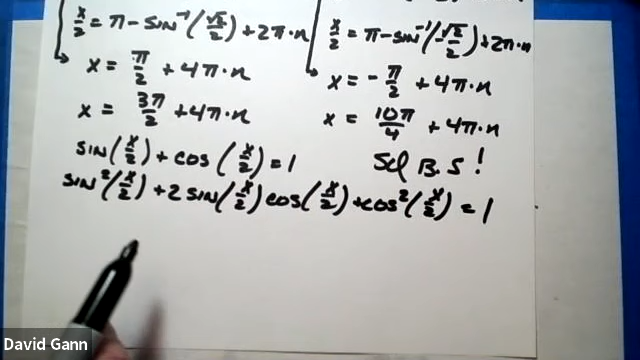 x/2 = π - sin⁻¹(√2/2) + 2π·n
x/2 = π - sin⁻¹(-√2/2) + 2π·n
x = π/2 + 4π·n
x = -π/2 + 4π·n
x = 3π/2 + 4π·n
x = 10π/4 + 4π·n
sin(x/2) + cos(x/2) = 1
Sql B.S!
sin²(x/2) + 2 sin(x/2) cos(x/2) + cos²(x/2) = 1
David Gann